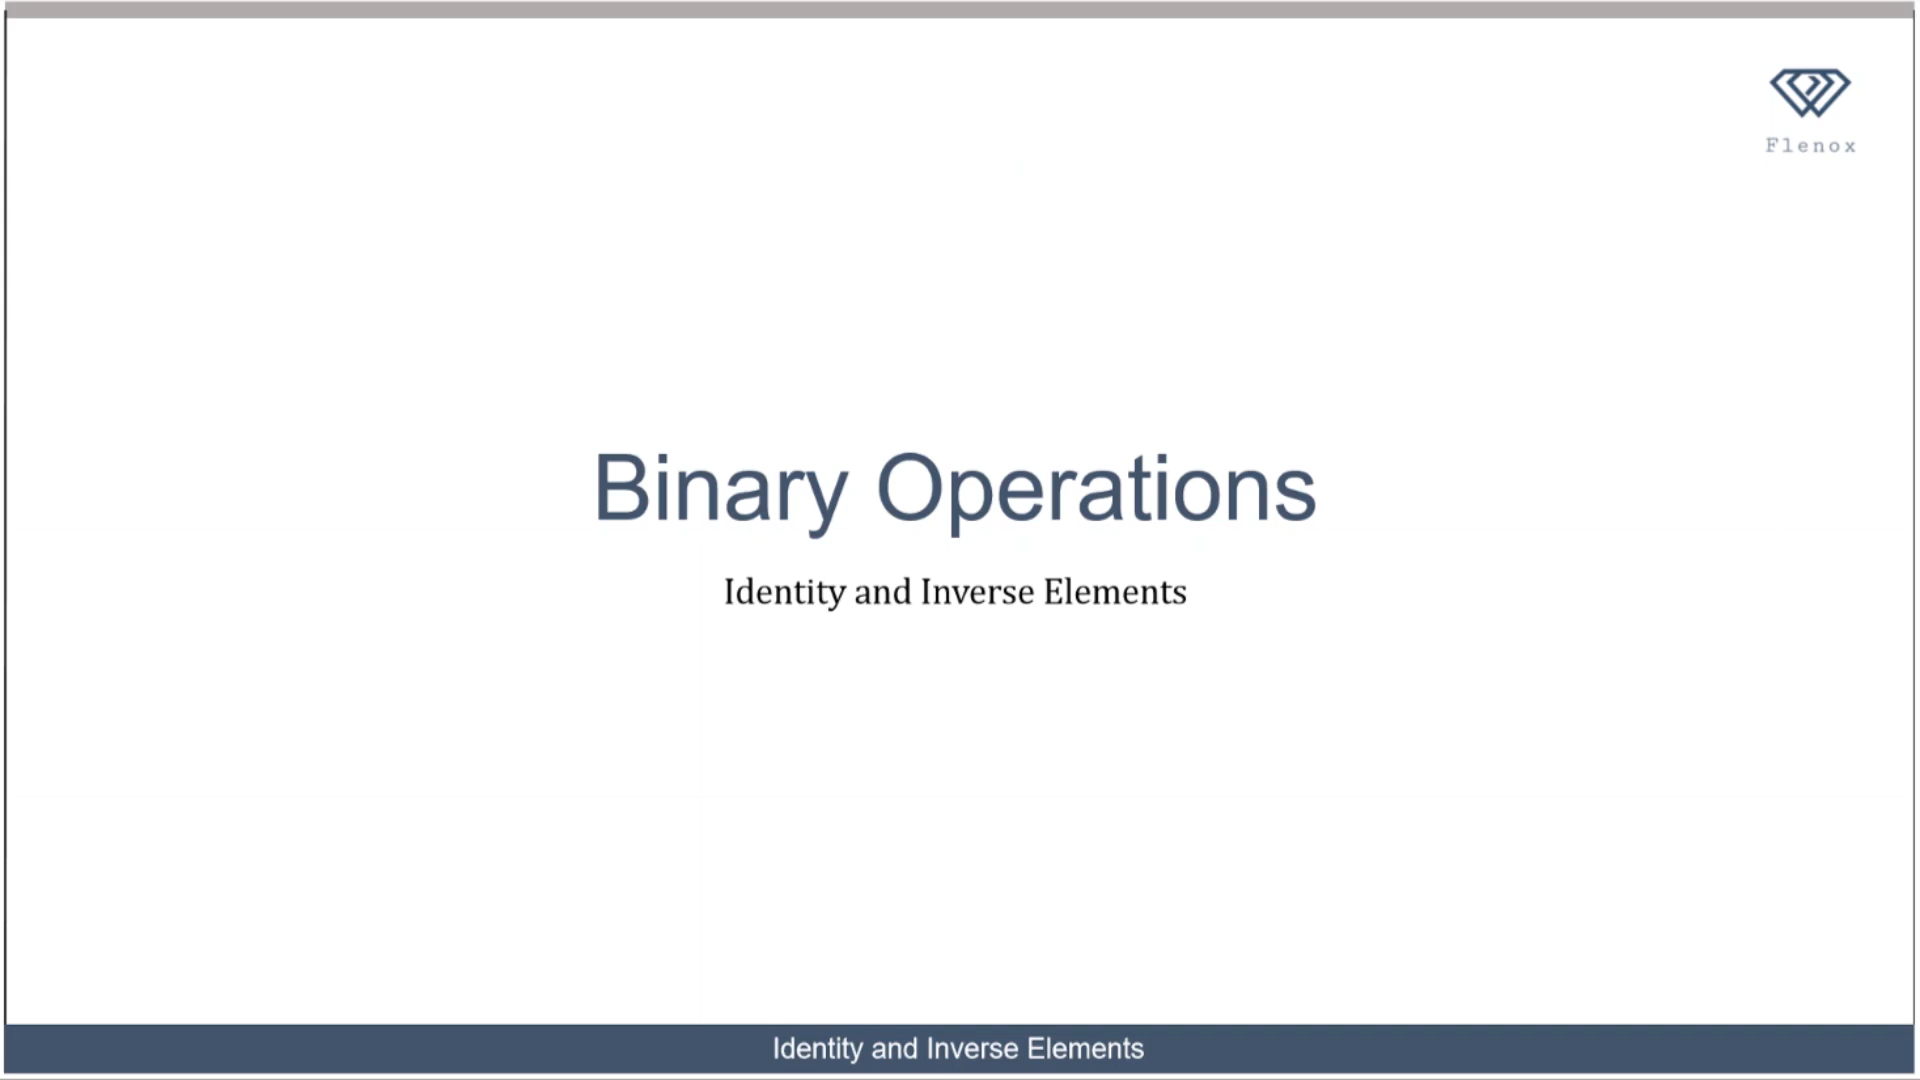 Flenox
Binary Operations
Identity and Inverse Elements
Identity and Inverse Elements